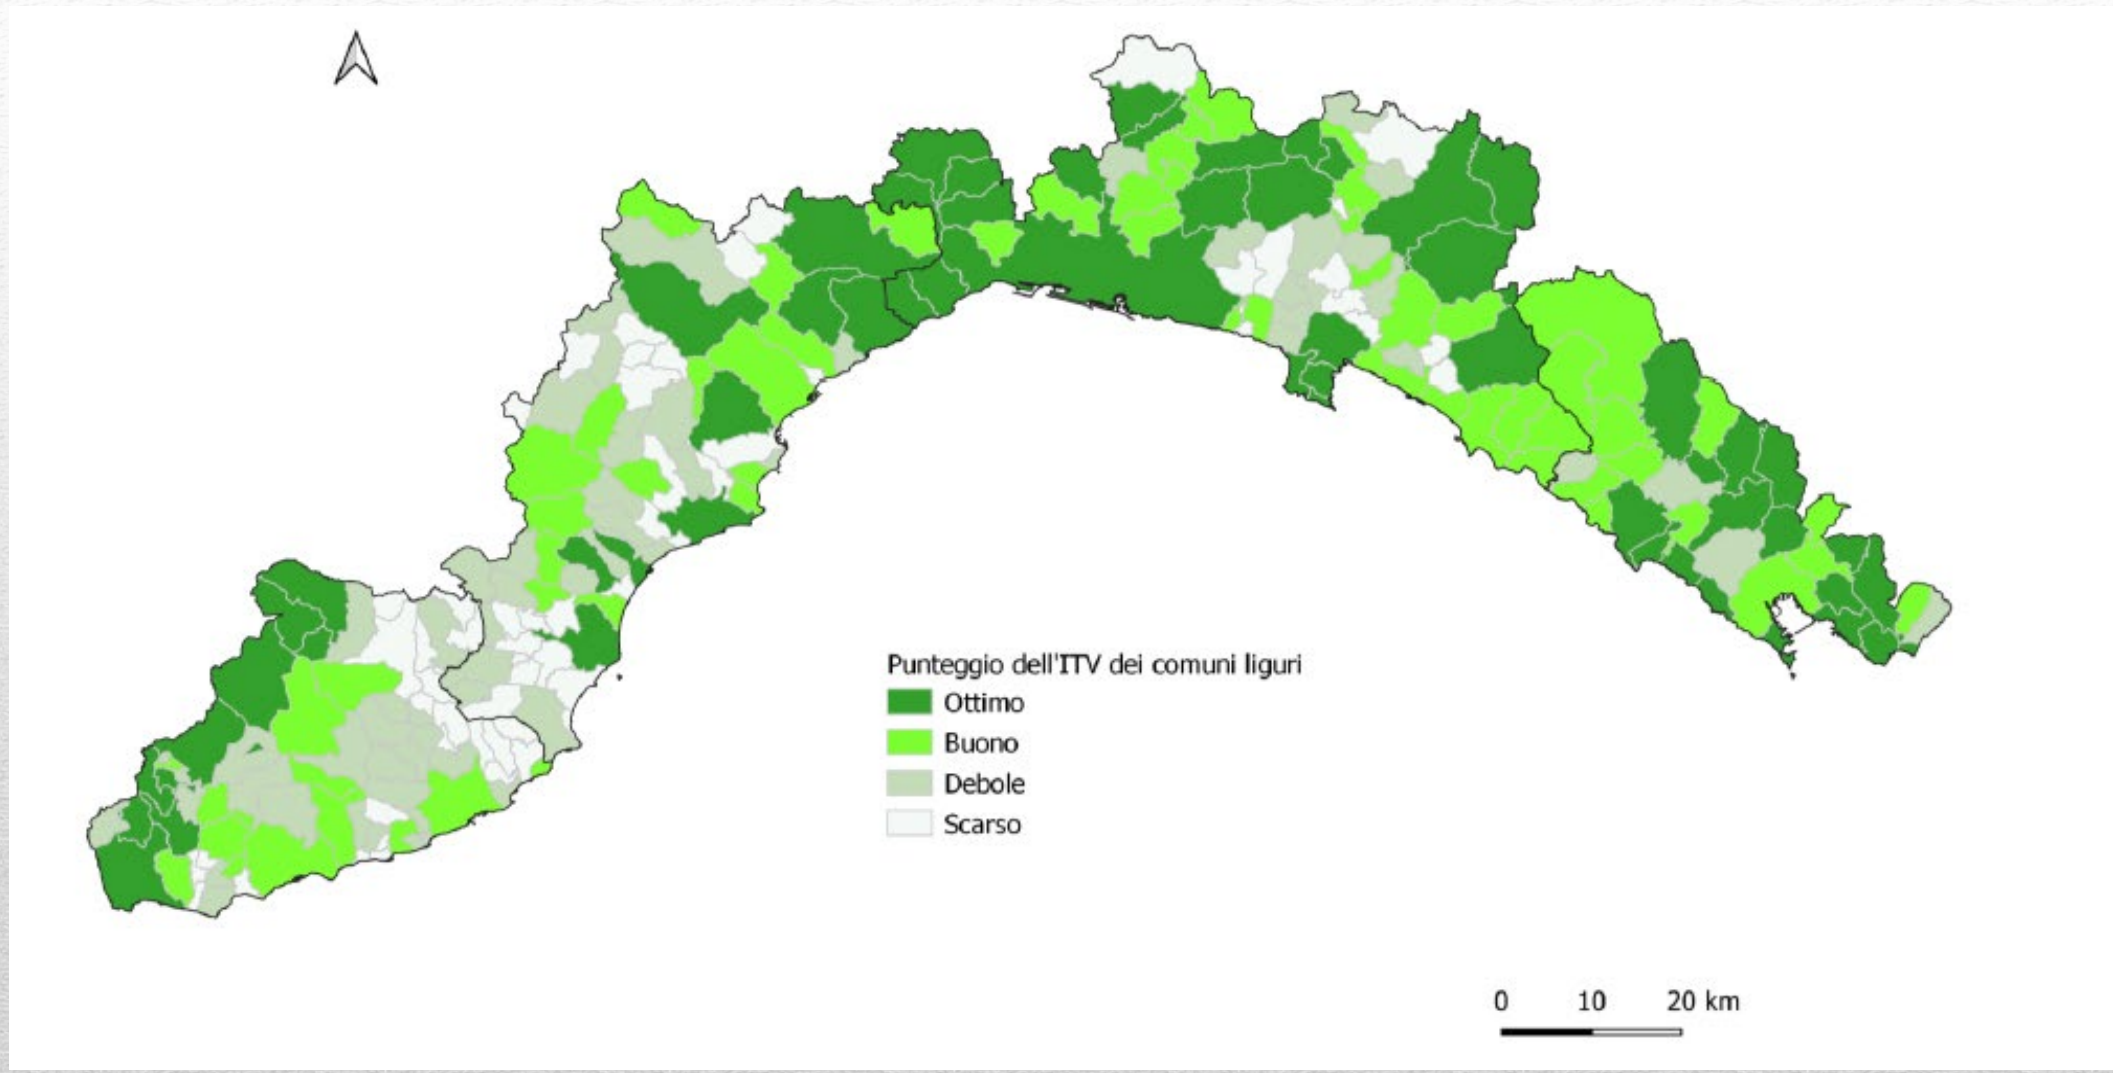 Punteggio dell'ITV dei comuni liguri
Ottimo
Buono
Debole
Scarso
0 10 20 km